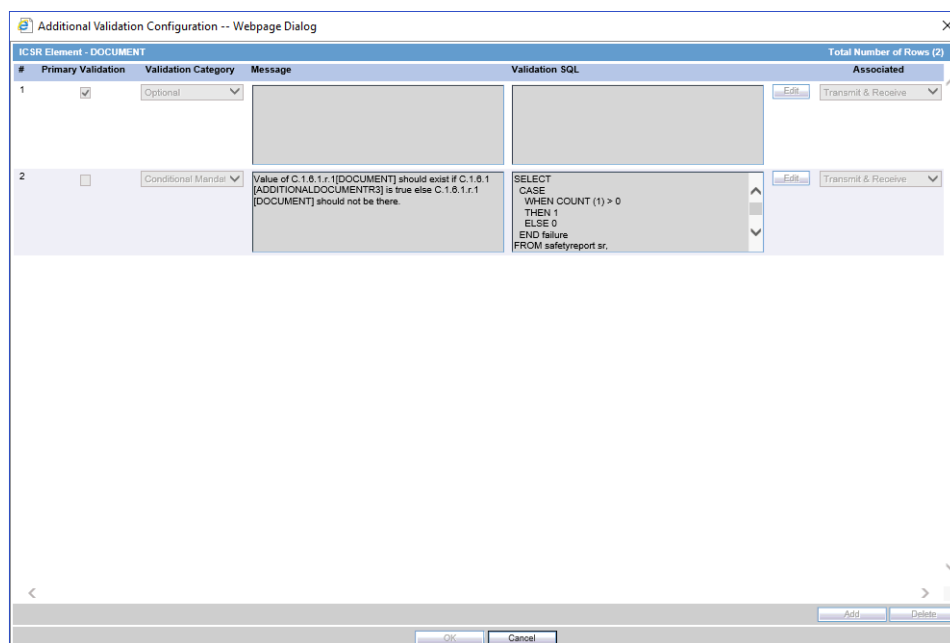 Additional Validation Configuration -- Webpage Dialog
ICSR Element - DOCUMENT Total Number of Rows (2)
# Primary Validation Validation Category Message Validation SQL Associated
1 Optional Edit Transmit & Receive
2 Conditional Mandat Value of C.1.6.1.r.1[DOCUMENT] should exist if C.1.6.1 SELECT Edit Transmit & Receive
[ADDITIONALDOCUMENTR3] is true else C.1.6.1.r.1 CASE
[DOCUMENT] should not be there. WHEN COUNT (1) > 0
THEN 1
ELSE 0
END failure
FROM safetyreport sr,
Add Delete
OK Cancel